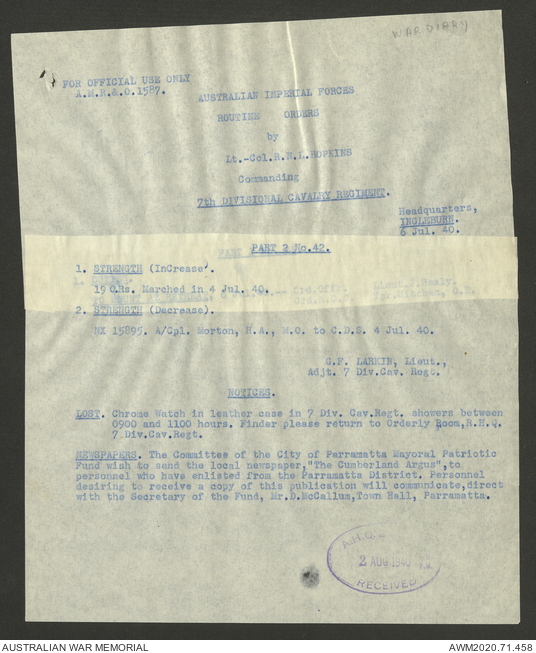 WAR DIARY
FOR OFFICIAL USE ONLY
A.M.R.&.O.1587.
AUSTRALIAN IMPERIAL FORCES
ROUTINE ORDERS
by
Lt.-Col.R.N.L.HOPKINS
Commanding
7th DIVISIONAL CAVALRY REGIMENT.
Headquarters,
INGLEBURN.
6 Jul. 40.
PART 2 No.42.
1. STRENGTH (InCrease).
19 O.Rs. Marched in 4 Jul. 40.
2. STRENGTH (Decrease).
NX 15895. A/Cpl. Morton, H.A., M.O. to C.D.S. 4 Jul. 40.
G.F. LARKIN, Lieut.,
Adjt. 7 Div.Cav. Regt.
NOTICES.
LOST. Chrome Watch in leather case in 7 Div. Cav.Regt. showers between
0900 and 1100 hours. Finder please return to Orderly Room,R.H.Q.
7 Div.Cav.Regt.
NEWSPAPERS. The Committee of the City of Parramatta Mayoral Patriotic
Fund wish to send the local newspaper,"The Cumberland Argus",to
personnel who have enlisted from the Parramatta District. Personnel
desiring to receive a copy of this publication will communicate,direct
with the Secretary of the Fund, Mr.D.McCallum,Town Hall, Parramatta.
A.H.Q.
2 AUG 1940
RECEIVED
AUSTRALIAN WAR MEMORIAL
AWM2020.71.458